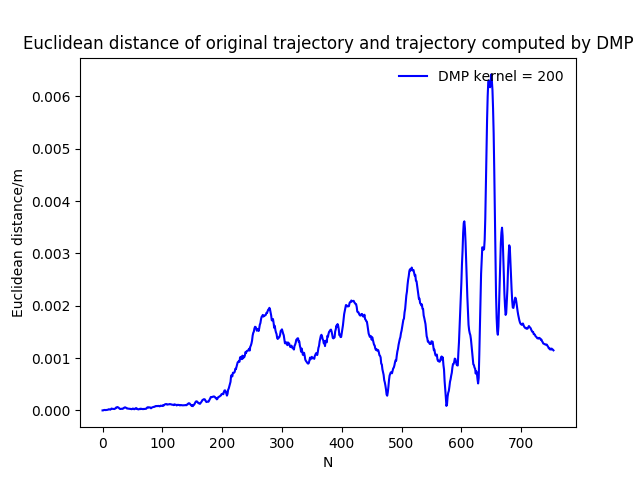 Euclidean distance of original trajectory and trajectory computed by DMP
DMP kernel = 200
Euclidean distance/m
0.006
0.005
0.004
0.003
0.002
0.001
0.000
0 100 200 300 400 500 600 700
N